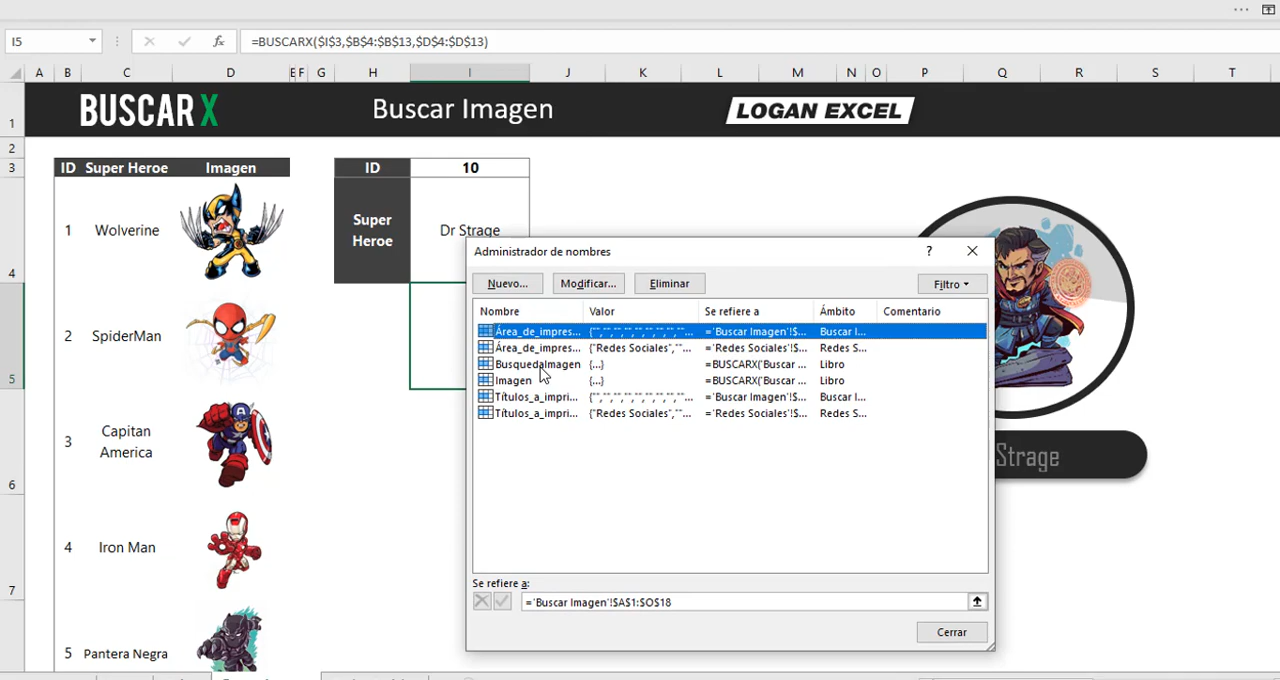 I5
fx
=BUSCARX($I$3,$B$4:$B$13,$D$4:$D$13)
A B C D E F G H I J K L M N O P Q R S T
1
BUSCAR X
Buscar Imagen
LOGAN EXCEL
2
3
ID Super Heroe Imagen
ID 10
1 Wolverine
Super Heroe
Dr Strage
4
2 SpiderMan
5
3 Capitan America
6
4 Iron Man
7
5 Pantera Negra
Administrador de nombres
?
Nuevo... Modificar... Eliminar Filtro
Nombre Valor Se refiere a Ámbito Comentario
Área_de_impres... {"","","","","","","","",""... ='Buscar Imagen'!$... Buscar I...
Área_de_impres... {"Redes Sociales",""... ='Redes Sociales'!$... Redes S...
BusquedaImagen {...} =BUSCARX('Buscar ... Libro
Imagen {...} =BUSCARX('Buscar ... Libro
Títulos_a_impri... {"","","","","","","","",""... ='Buscar Imagen'!$... Buscar I...
Títulos_a_impri... {"Redes Sociales",""... ='Redes Sociales'!$... Redes S...
Se refiere a:
='Buscar Imagen'!$A$1:$O$18
Cerrar
Strage